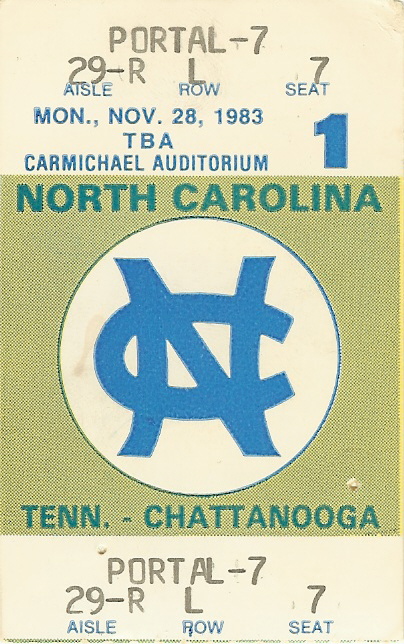 PORTAL-7
29-R L 7
AISLE ROW SEAT
MON., NOV. 28, 1983
TBA
CARMICHAEL AUDITORIUM
1
NORTH CAROLINA
NC
TENN. - CHATTANOOGA
PORTAL-7
29-R L 7
AISLE ROW SEAT